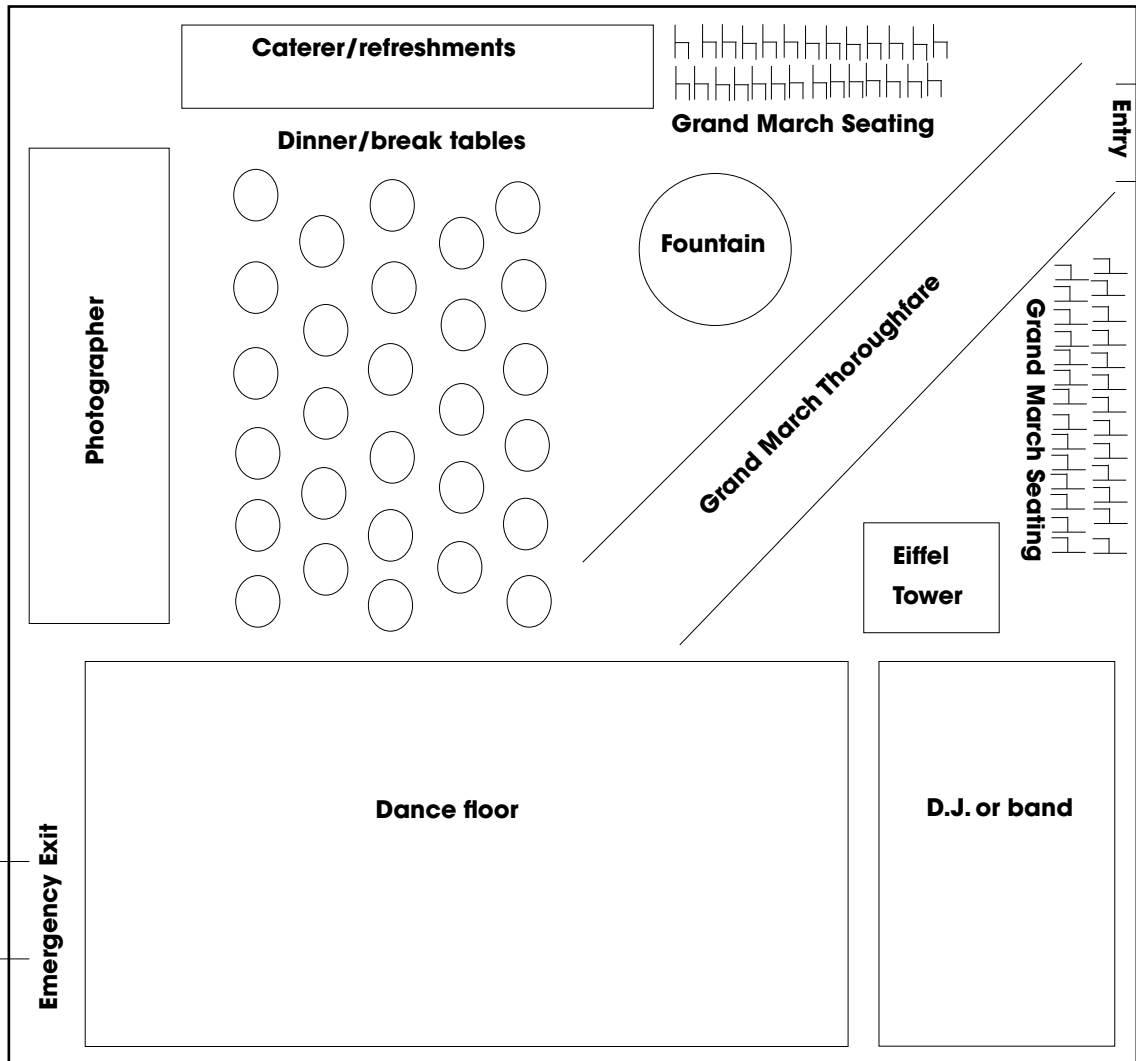 Caterer/refreshments
Grand March Seating
Entry
Dinner/break tables
Photographer
Fountain
Grand March Thoroughfare
Grand March Seating
Eiffel
Tower
Dance floor
D.J. or band
Emergency Exit